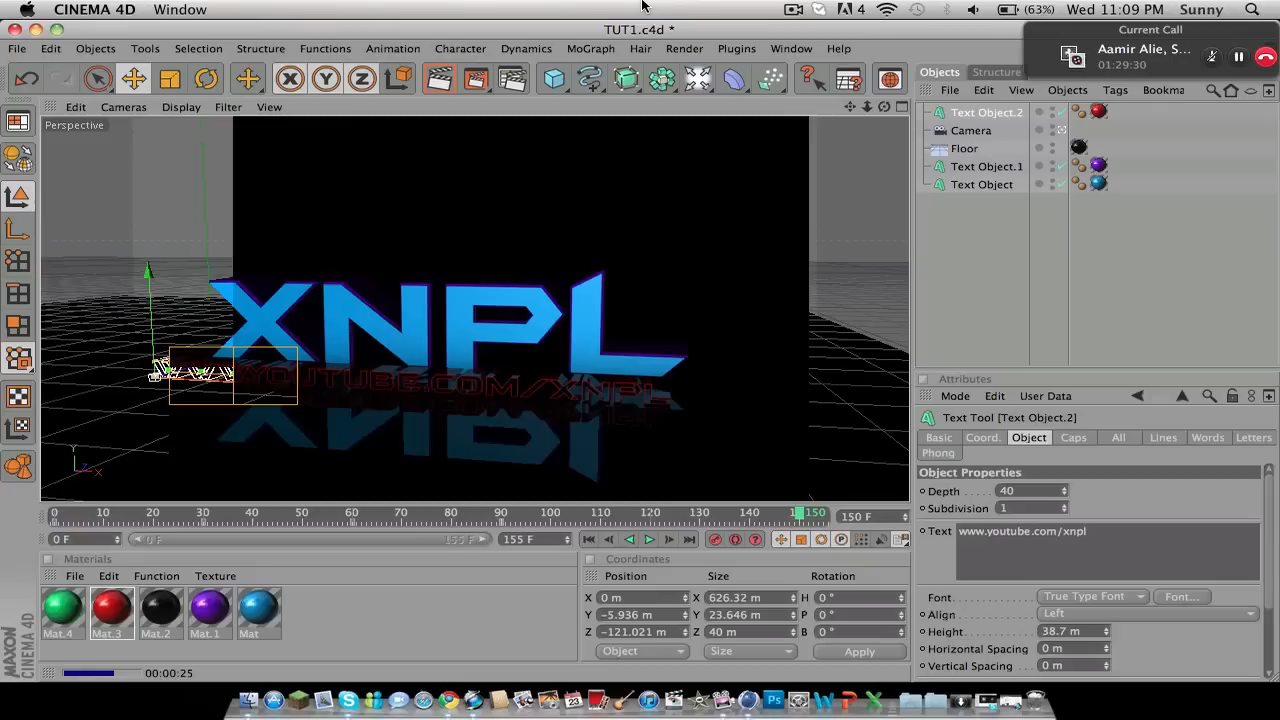 CINEMA 4D Window
4 (63%) Wed 11:09 PM Sunny
TUT1.c4d *
Current Call
Aamir Alie, S...
01:29:30
File Edit Objects Tools Selection Structure Functions Animation Character Dynamics MoGraph Hair Render Plugins Window Help
X Y Z
Objects Structure
File Edit View Objects Tags Bookma
Edit Cameras Display Filter View
Perspective
Text Object.2
Camera
Floor
Text Object.1
Text Object
XNPL
YOUTUBE.COM/XNPL
Y
Z X
Attributes
Mode Edit User Data
Text Tool [Text Object.2]
Basic Coord. Object Caps All Lines Words Letters
Phong
Object Properties
Depth 40
Subdivision 1
Text www.youtube.com/xnpl
Font True Type Font Font...
Align Left
Height 38.7 m
Horizontal Spacing 0 m
Vertical Spacing 0 m
0 10 20 30 40 50 60 70 80 90 100 110 120 130 140 150 150 F
0 F 0 F 155 F 155 F
Materials
File Edit Function Texture
Mat.4 Mat.3 Mat.2 Mat.1 Mat
Coordinates
Position Size Rotation
X 0 m X 626.32 m H 0 °
Y -5.936 m Y 23.646 m P 0 °
Z -121.021 m Z 40 m B 0 °
Object Size Apply
MAXON
CINEMA 4D
00:00:25